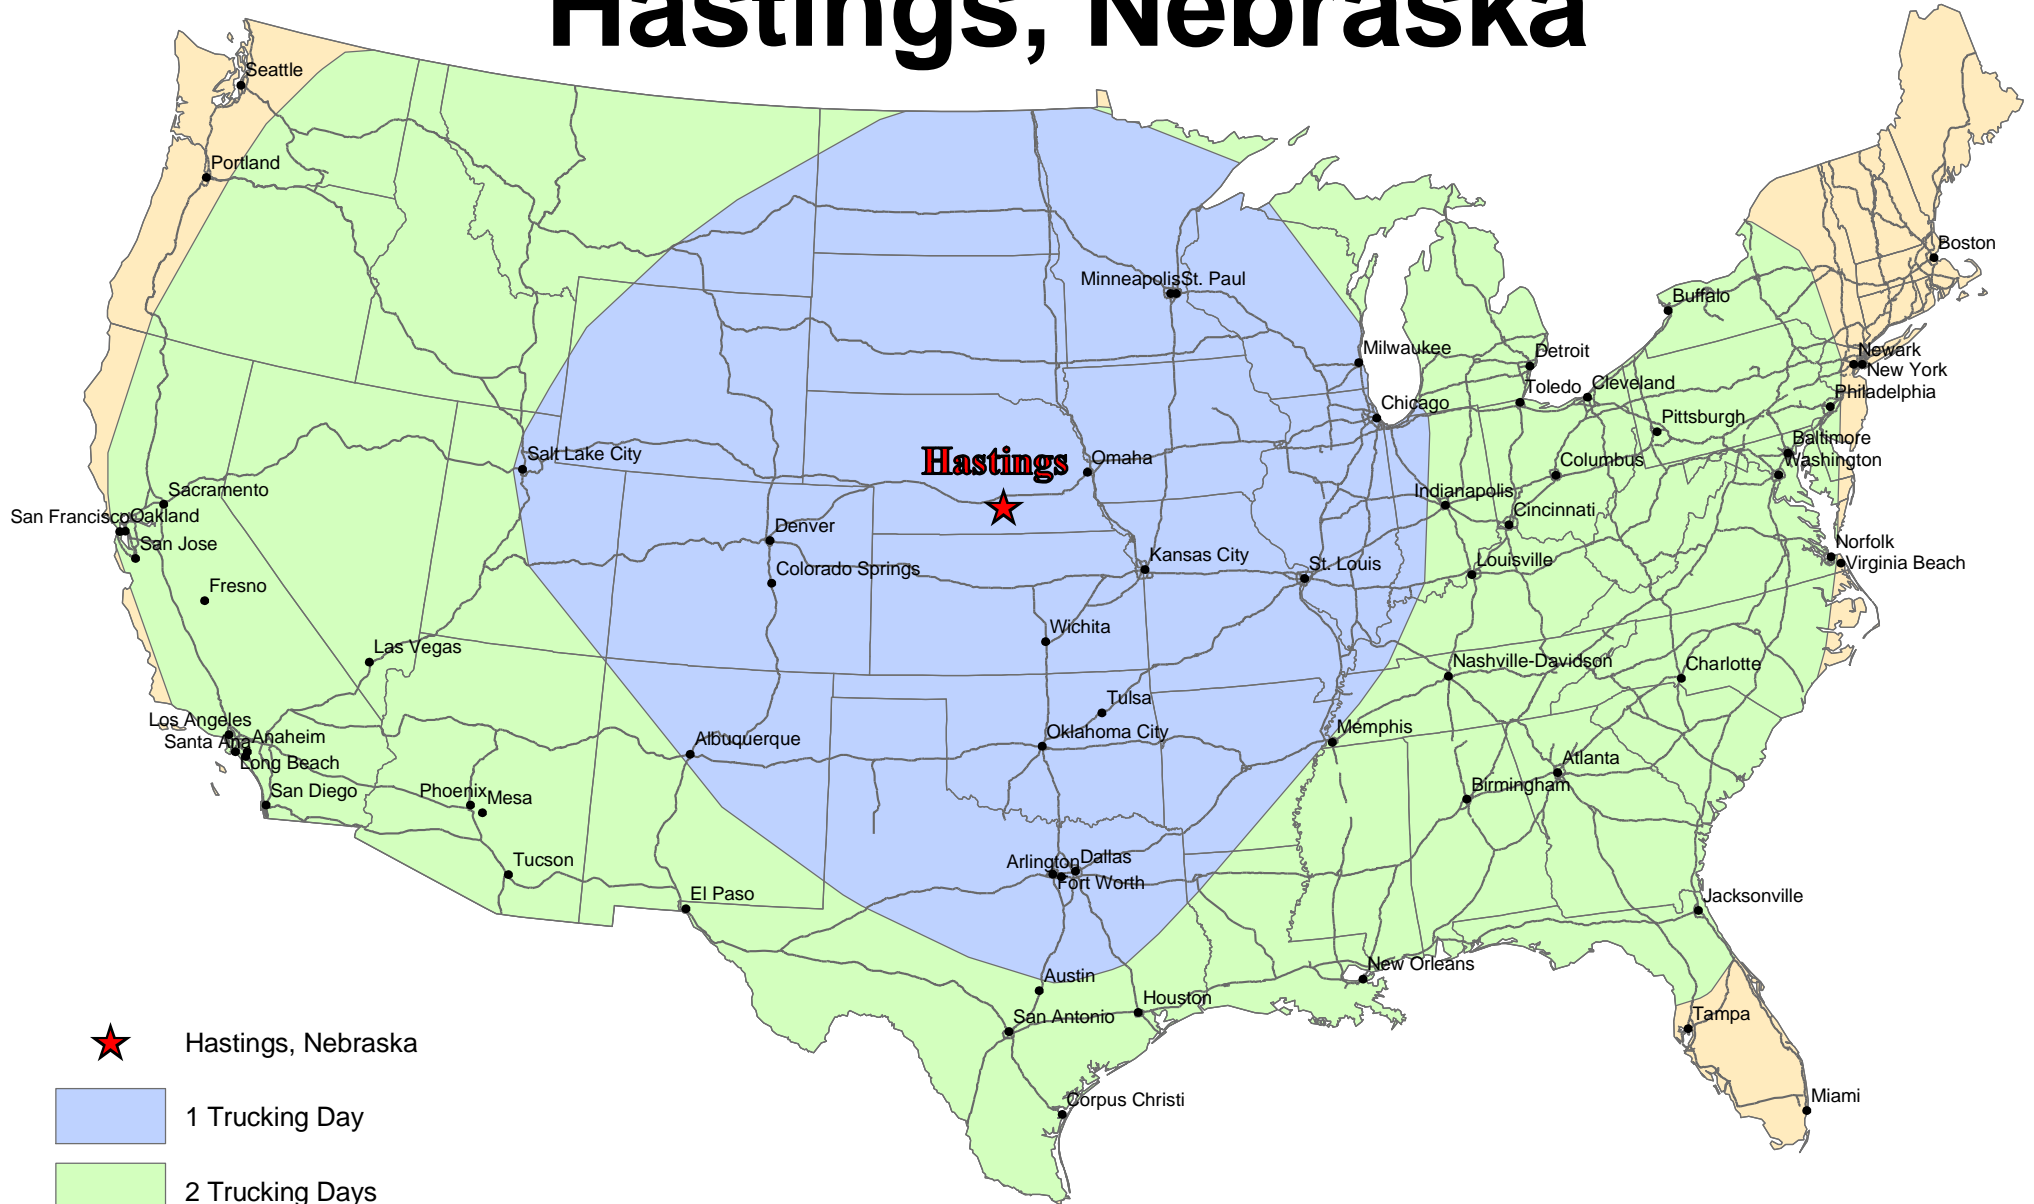 Hastings, Nebraska
Seattle
Portland
Boston
Minneapolis
St. Paul
Buffalo
Milwaukee
Detroit
Newark
New York
Toledo
Cleveland
Philadelphia
Chicago
Pittsburgh
Baltimore
Washington
Salt Lake City
Hastings
Omaha
Columbus
Sacramento
Indianapolis
San Francisco
Oakland
Cincinnati
Denver
San Jose
Norfolk
Kansas City
St. Louis
Louisville
Virginia Beach
Colorado Springs
Fresno
Wichita
Las Vegas
Nashville-Davidson
Charlotte
Tulsa
Los Angeles
Memphis
Oklahoma City
Santa Ana
Anaheim
Albuquerque
Long Beach
Atlanta
San Diego
Phoenix
Mesa
Birmingham
Tucson
Arlington
Dallas
Fort Worth
El Paso
Jacksonville
New Orleans
Austin
Houston
San Antonio
Tampa
Corpus Christi
Miami
Hastings, Nebraska
1 Trucking Day
2 Trucking Days